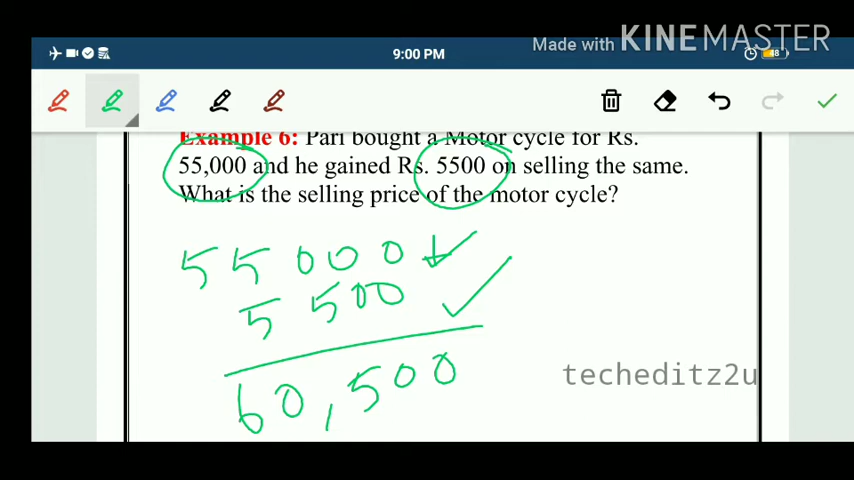 Made with KINEMASTER
9:00 PM
48
Example 6: Pari bought a Motor cycle for Rs.
55,000 and he gained Rs. 5500 on selling the same.
What is the selling price of the motor cycle?
55000+
5500
60,500
techeditz2u